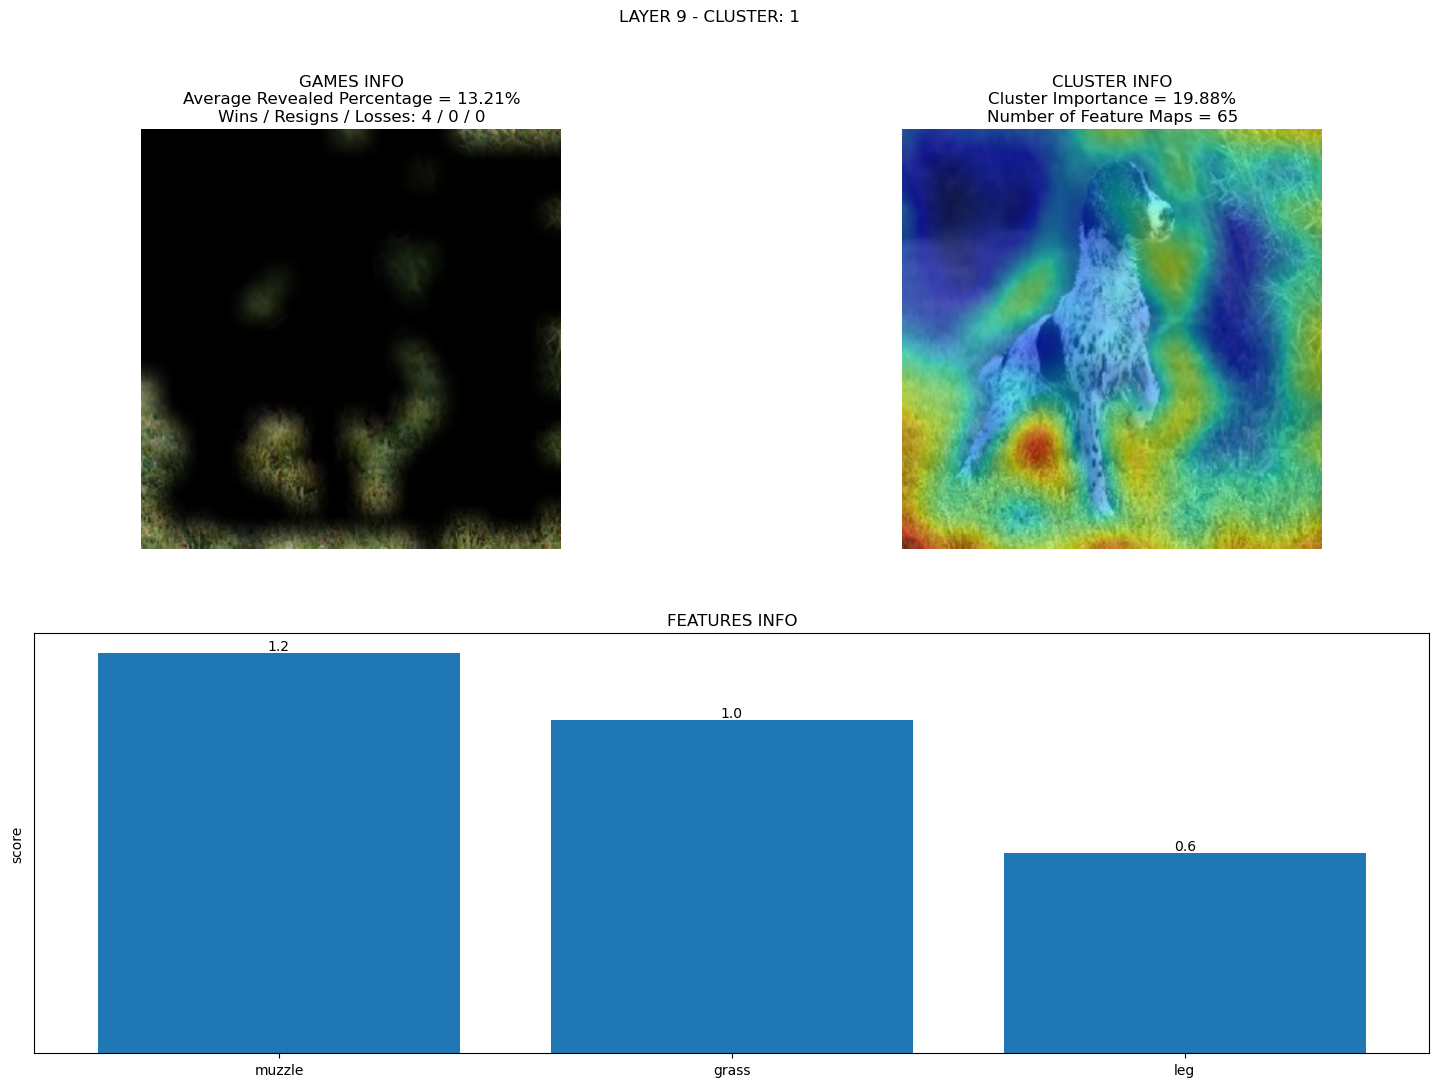 LAYER 9 - CLUSTER: 1
GAMES INFO
Average Revealed Percentage = 13.21%
Wins / Resigns / Losses: 4 / 0 / 0
CLUSTER INFO
Cluster Importance = 19.88%
Number of Feature Maps = 65
FEATURES INFO
score
1.2
1.0
0.6
muzzle
grass
leg